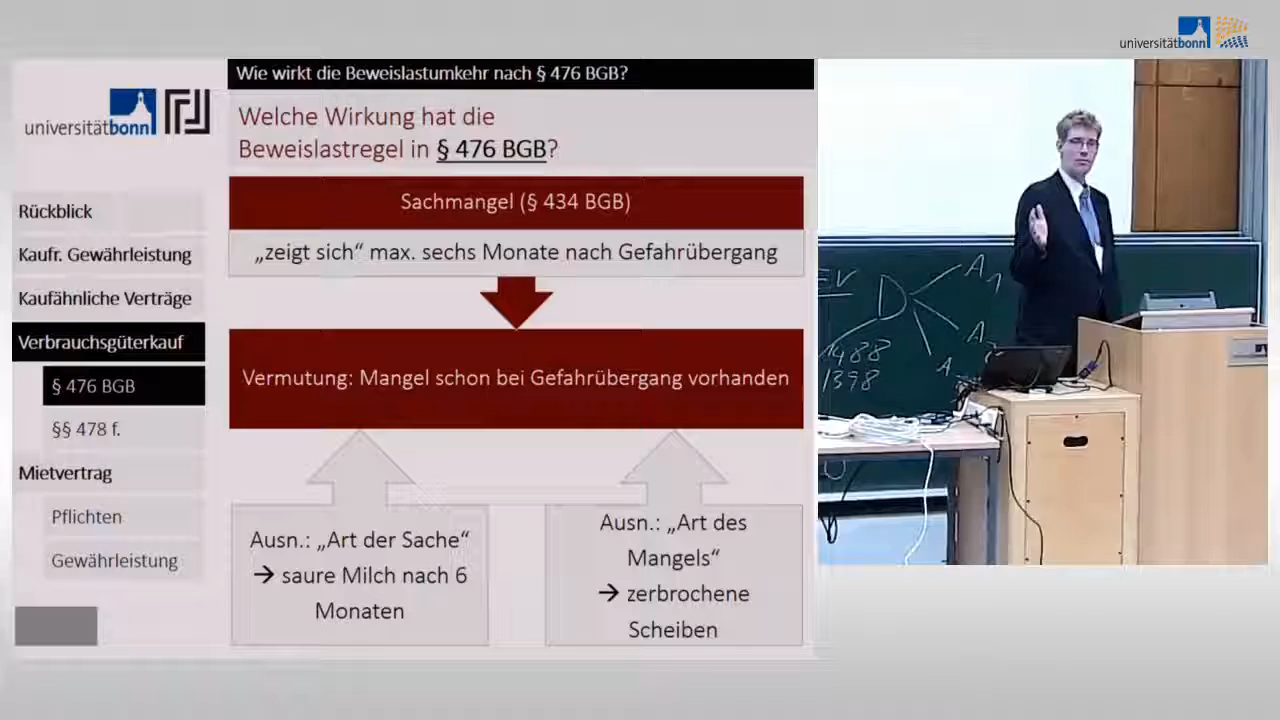 universitätbonn
Wie wirkt die Beweislastumkehr nach § 476 BGB?
universitätbonn
Welche Wirkung hat die
Beweislastregel in § 476 BGB?
Rückblick
Kaufr. Gewährleistung
Kaufähnliche Verträge
Verbrauchsgüterkauf
§ 476 BGB
§§ 478 f.
Mietvertrag
Pflichten
Gewährleistung
Sachmangel (§ 434 BGB)
„zeigt sich“ max. sechs Monate nach Gefahrübergang
Vermutung: Mangel schon bei Gefahrübergang vorhanden
Ausn.: „Art der Sache“
→ saure Milch nach 6
Monaten
Ausn.: „Art des
Mangels“
→ zerbrochene
Scheiben
EV
D
A1
A
A
1488
1398